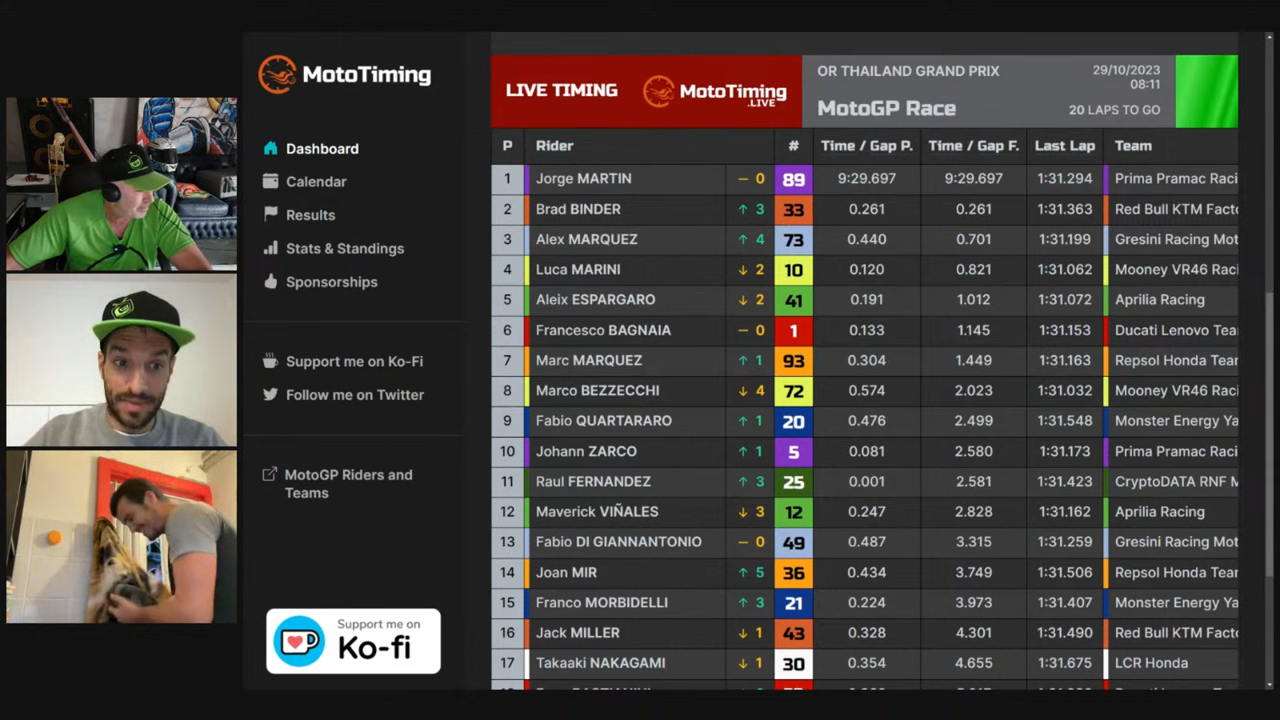 MotoTiming
Dashboard
Calendar
Results
Stats & Standings
Sponsorships
Support me on Ko-Fi
Follow me on Twitter
MotoGP Riders and
Teams
Support me on
Ko-fi
LIVE TIMING
MotoTiming
.LIVE
OR THAILAND GRAND PRIX
29/10/2023
08:11
MotoGP Race
20 LAPS TO GO
P Rider # Time / Gap P. Time / Gap F. Last Lap Team
1 Jorge MARTIN – 0 89 9:29.697 9:29.697 1:31.294 Prima Pramac Raci
2 Brad BINDER ↑ 3 33 0.261 0.261 1:31.363 Red Bull KTM Facto
3 Alex MARQUEZ ↑ 4 73 0.440 0.701 1:31.199 Gresini Racing Mot
4 Luca MARINI ↓ 2 10 0.120 0.821 1:31.062 Mooney VR46 Raci
5 Aleix ESPARGARO ↓ 2 41 0.191 1.012 1:31.072 Aprilia Racing
6 Francesco BAGNAIA – 0 1 0.133 1.145 1:31.153 Ducati Lenovo Tea
7 Marc MARQUEZ ↑ 1 93 0.304 1.449 1:31.163 Repsol Honda Tear
8 Marco BEZZECCHI ↓ 4 72 0.574 2.023 1:31.032 Mooney VR46 Raci
9 Fabio QUARTARARO ↑ 1 20 0.476 2.499 1:31.548 Monster Energy Ya
10 Johann ZARCO ↑ 1 5 0.081 2.580 1:31.173 Prima Pramac Raci
11 Raul FERNANDEZ ↑ 3 25 0.001 2.581 1:31.423 CryptoDATA RNF M
12 Maverick VIÑALES ↓ 3 12 0.247 2.828 1:31.162 Aprilia Racing
13 Fabio DI GIANNANTONIO – 0 49 0.487 3.315 1:31.259 Gresini Racing Mot
14 Joan MIR ↑ 5 36 0.434 3.749 1:31.506 Repsol Honda Tear
15 Franco MORBIDELLI ↑ 3 21 0.224 3.973 1:31.407 Monster Energy Ya
16 Jack MILLER ↓ 1 43 0.328 4.301 1:31.490 Red Bull KTM Facto
17 Takaaki NAKAGAMI ↓ 1 30 0.354 4.655 1:31.675 LCR Honda